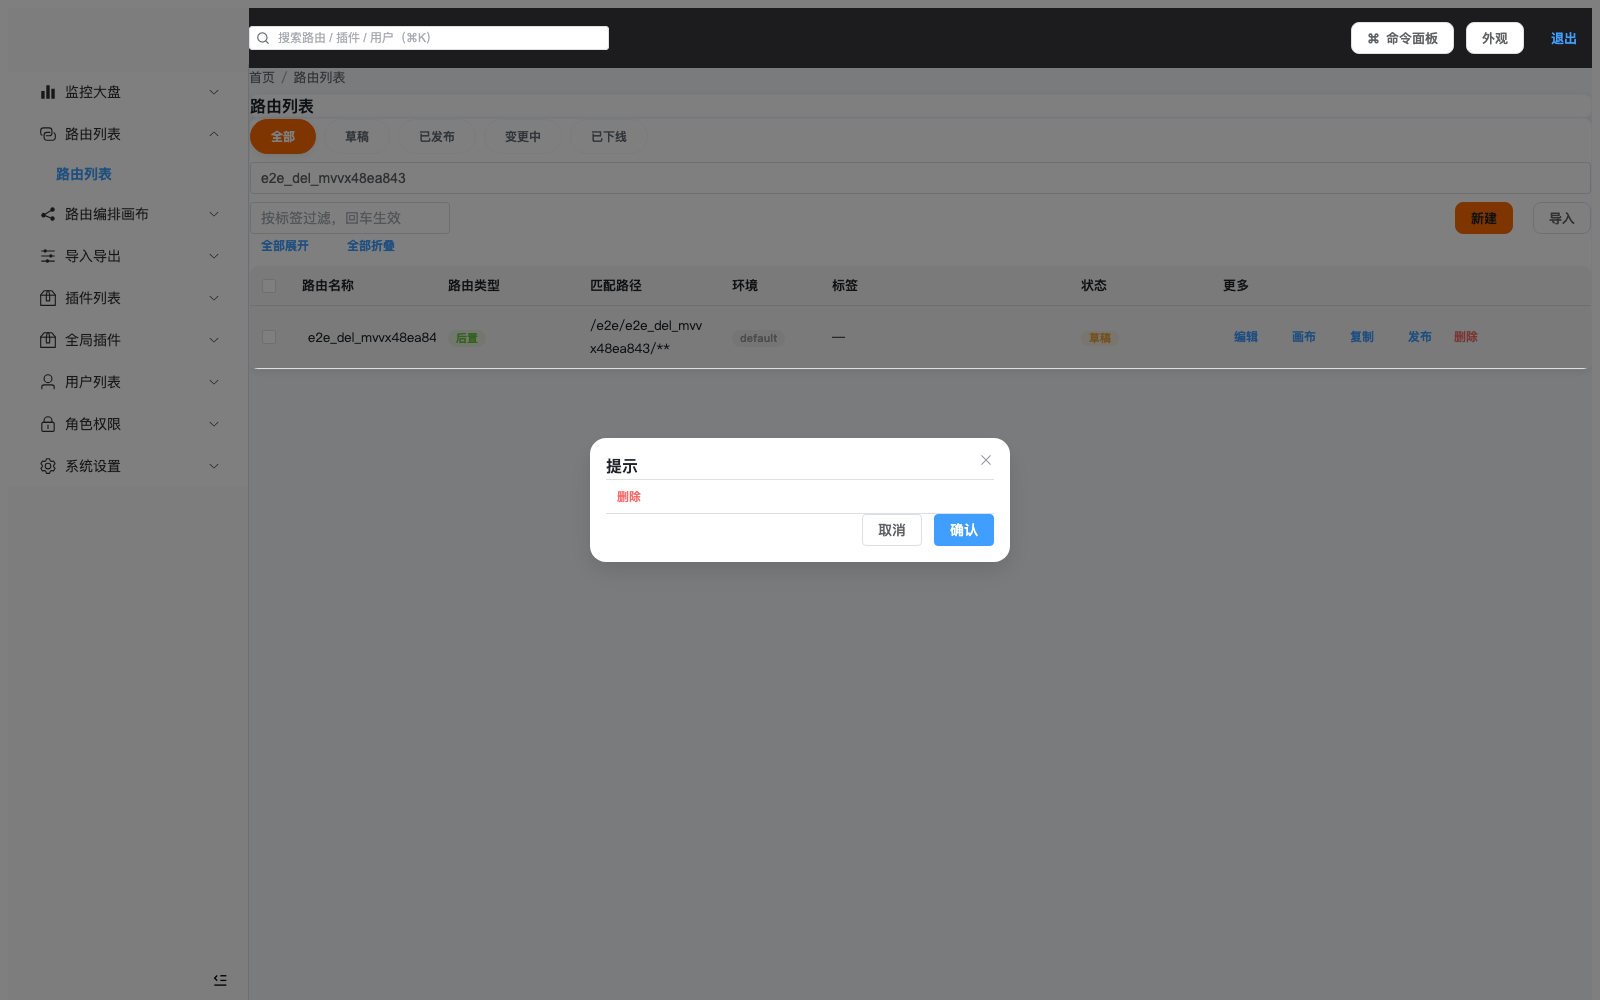 搜索路由 / 插件 / 用户（⌘K）
⌘ 命令面板
外观
退出
监控大盘
路由列表
路由列表
路由编排画布
导入导出
插件列表
全局插件
用户列表
角色权限
系统设置
首页 / 路由列表
路由列表
全部
草稿
已发布
变更中
已下线
e2e_del_mvvx48ea843
按标签过滤，回车生效
新建
导入
全部展开
全部折叠
路由名称 路由类型 匹配路径 环境 标签 状态 更多
e2e_del_mvvx48ea84 后置 /e2e/e2e_del_mvv
x48ea843/** default — 草稿 编辑 画布 复制 发布 删除
提示
删除
取消
确认